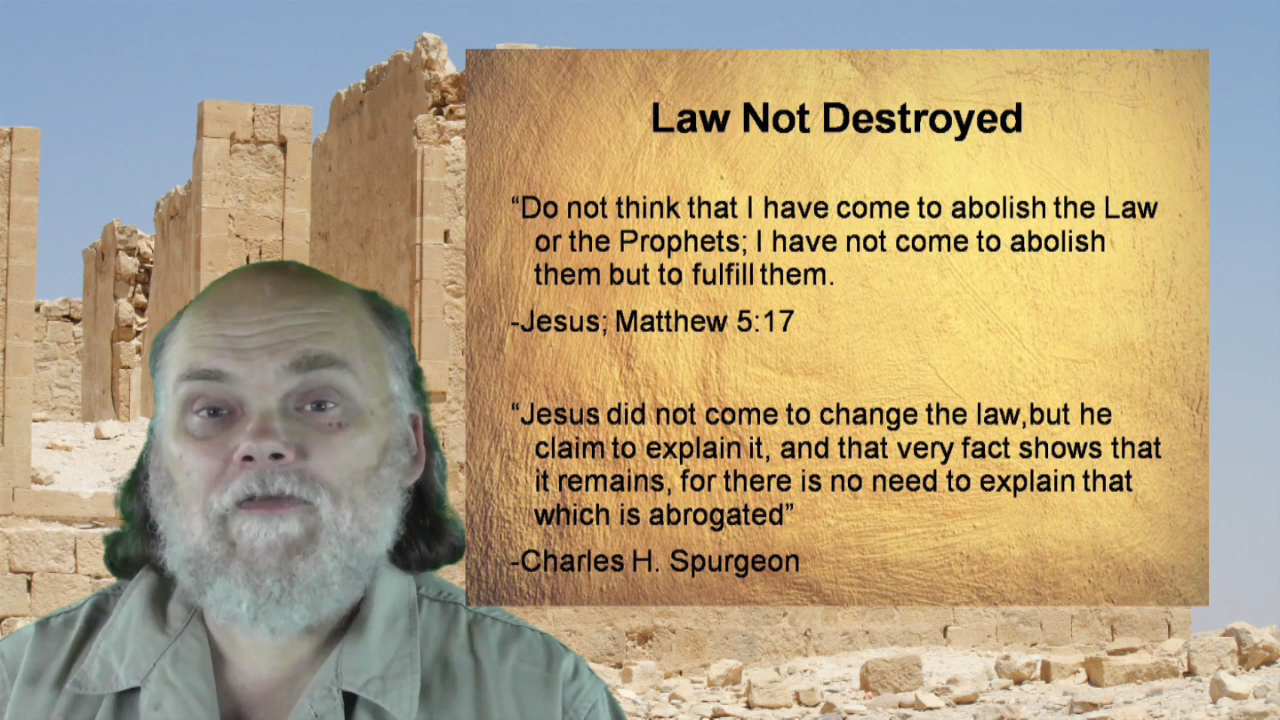 Law Not Destroyed
“Do not think that I have come to abolish the Law
or the Prophets; I have not come to abolish
them but to fulfill them.
-Jesus; Matthew 5:17
“Jesus did not come to change the law,but he
claim to explain it, and that very fact shows that
it remains, for there is no need to explain that
which is abrogated”
-Charles H. Spurgeon